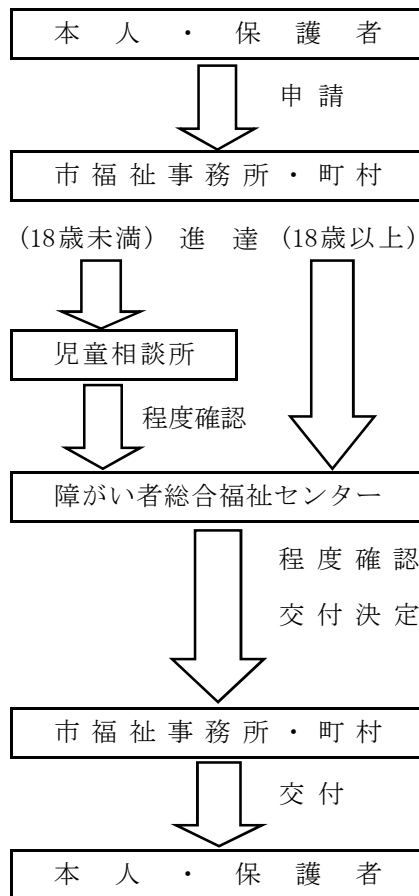 本人・保護者
申請
市福祉事務所・町村
(18歳未満) 進達 (18歳以上)
児童相談所
程度確認
障がい者総合福祉センター
程度確認
交付決定
市福祉事務所・町村
交付
本人・保護者